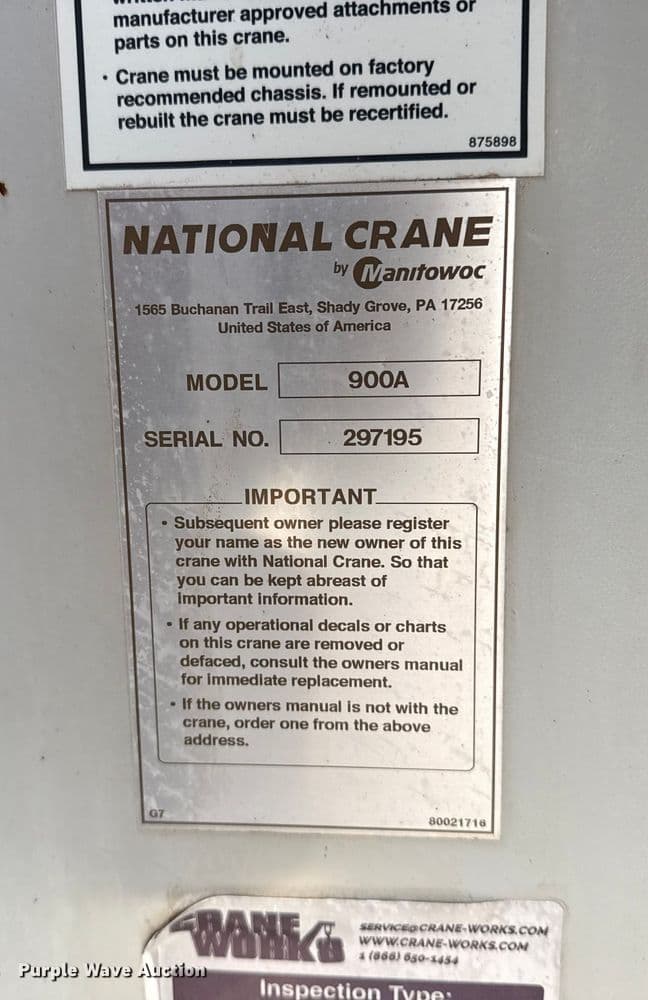 manufacturer approved attachments or
parts on this crane.
• Crane must be mounted on factory
recommended chassis. If remounted or
rebuilt the crane must be recertified.
875898
NATIONAL CRANE
by Manitowoc
1565 Buchanan Trail East, Shady Grove, PA 17256
United States of America
MODEL 900A
SERIAL NO. 297195
IMPORTANT
• Subsequent owner please register
your name as the new owner of this
crane with National Crane. So that
you can be kept abreast of
important information.
• If any operational decals or charts
on this crane are removed or
defaced, consult the owners manual
for immediate replacement.
• If the owners manual is not with the
crane, order one from the above
address.
G7
80021716
CRANE
WORKS
SERVICE@CRANE-WORKS.COM
WWW.CRANE-WORKS.COM
1 (866) 650-1454
Inspection Type:
Purple Wave Auction